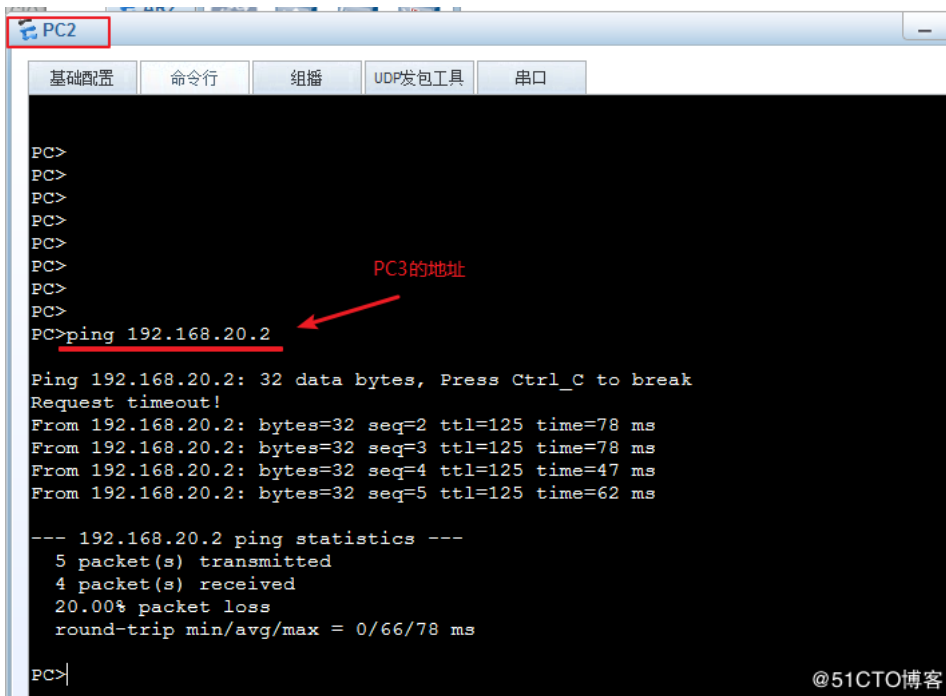 PC2
基础配置 命令行 组播 UDP发包工具 串口
PC>
PC>
PC>
PC>
PC>
PC>
PC3的地址
PC>
PC>
PC>ping 192.168.20.2
Ping 192.168.20.2: 32 data bytes, Press Ctrl_C to break
Request timeout!
From 192.168.20.2: bytes=32 seq=2 ttl=125 time=78 ms
From 192.168.20.2: bytes=32 seq=3 ttl=125 time=78 ms
From 192.168.20.2: bytes=32 seq=4 ttl=125 time=47 ms
From 192.168.20.2: bytes=32 seq=5 ttl=125 time=62 ms
--- 192.168.20.2 ping statistics ---
5 packet(s) transmitted
4 packet(s) received
20.00% packet loss
round-trip min/avg/max = 0/66/78 ms
PC>
@51CTO博客